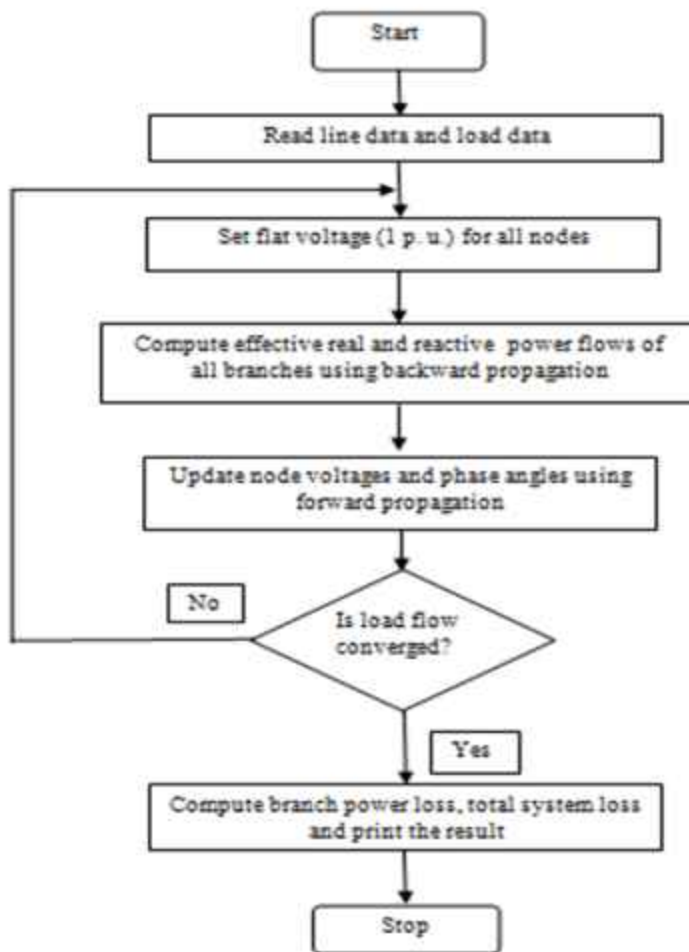 Start
Read line data and load data
Set flat voltage (1 p. u.) for all nodes
Compute effective real and reactive power flows of
all branches using backward propagation
Update node voltages and phase angles using
forward propagation
No
Is load flow
converged?
Yes
Compute branch power loss, total system loss
and print the result
Stop